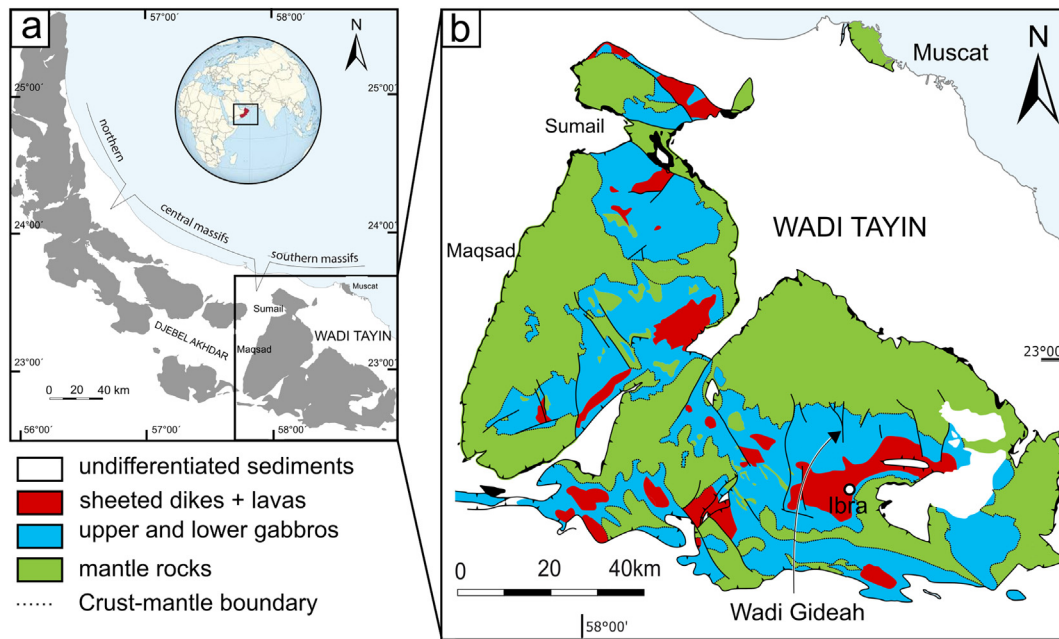 a
57°00'
58°00'
N
25°00'
25°00'
northern
24°00'
24°00'
central massifs
southern massifs
Muscat
Sumail
WADI TAYIN
DJEBEL AKHDAR
Maqsad
23°00'
23°00'
0 20 40 km
56°00'
57°00'
58°00'
undifferentiated sediments
sheeted dikes + lavas
upper and lower gabbros
mantle rocks
Crust-mantle boundary
b
Muscat
N
Sumail
WADI TAYIN
Maqsad
23°00'
Ibra
0 20 40km
Wadi Gideah
58°00'